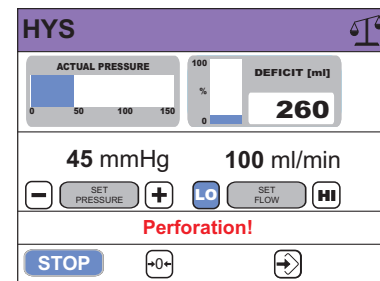 HYS
ACTUAL PRESSURE
0 50 100 150
100
%
0
DEFICIT [ml]
260
45 mmHg
100 ml/min
SET
PRESSURE
LO
SET
FLOW
HI
Perforation!
STOP
0